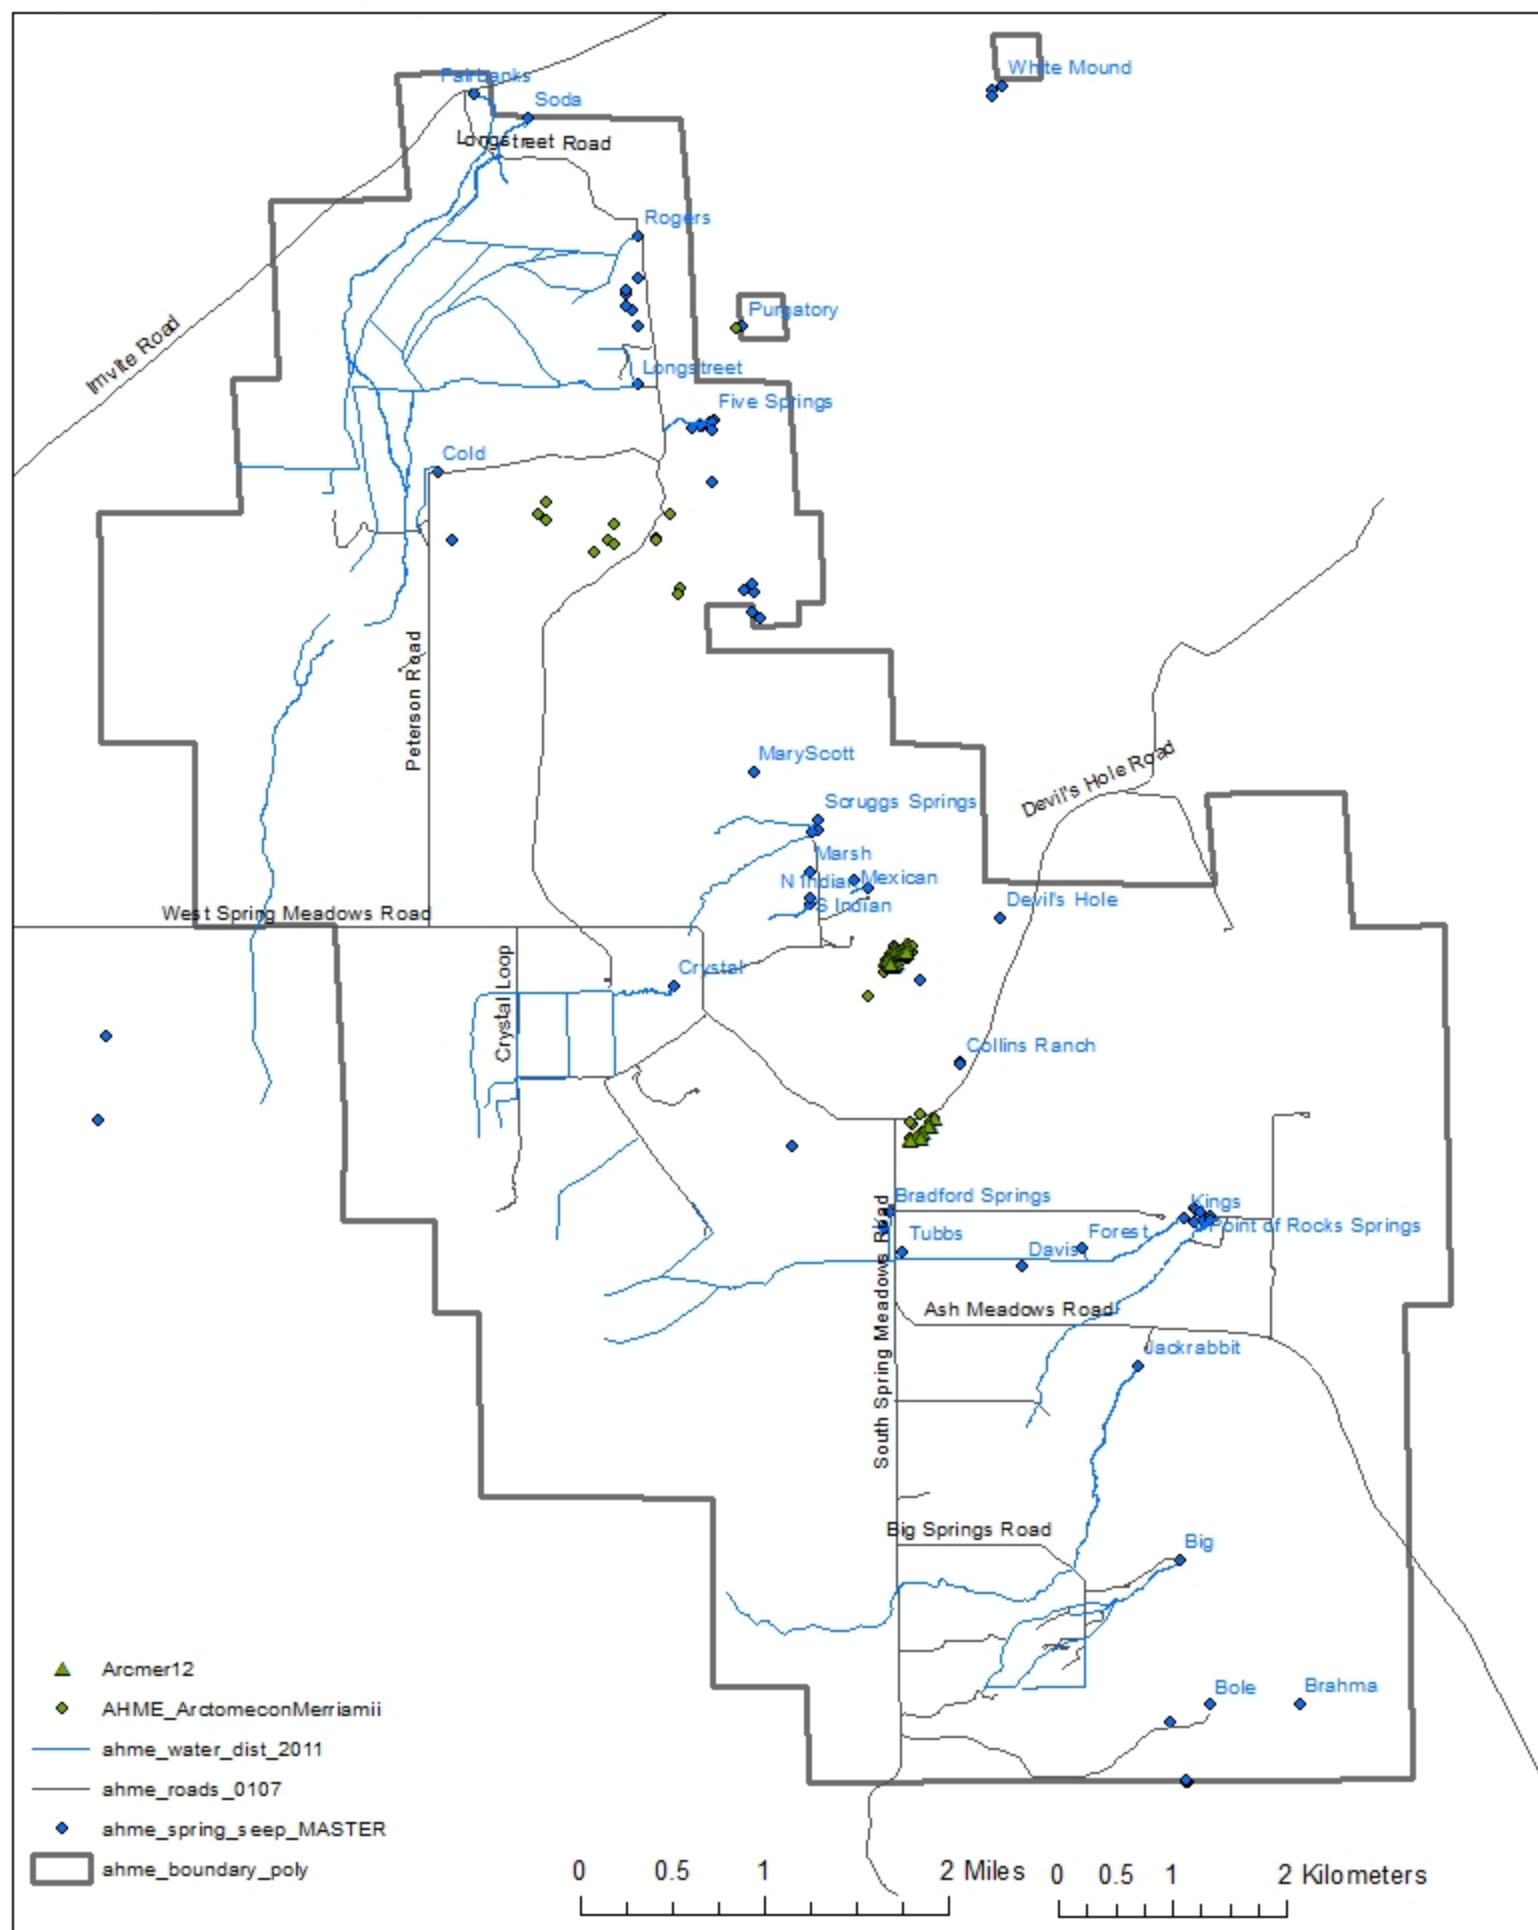 White Mound
Fairbanks
Soda
Longstreet Road
Rogers
Purgatory
Irrvite Road
Longstreet
Five Springs
Cold
Peterson Road
MaryScott
Devil's Hole Road
Scruggs Springs
Marsh
N Indian
Mexican
S Indian
Devil's Hole
West Spring Meadows Road
Crystal
Crystal Loop
Collins Ranch
Bradford Springs
Kings
Point of Rocks Springs
Tubbs
Forest
Davis
South Spring Meadows Road
Ash Meadows Road
Jackrabbit
Big Springs Road
Big
Bole
Brahma
Arcmer12
AHME_ArctomeconMerriamii
ahme_water_dist_2011
ahme_roads_0107
ahme_spring_seep_MASTER
ahme_boundary_poly
0 0.5 1 2 Miles
0 0.5 1 2 Kilometers